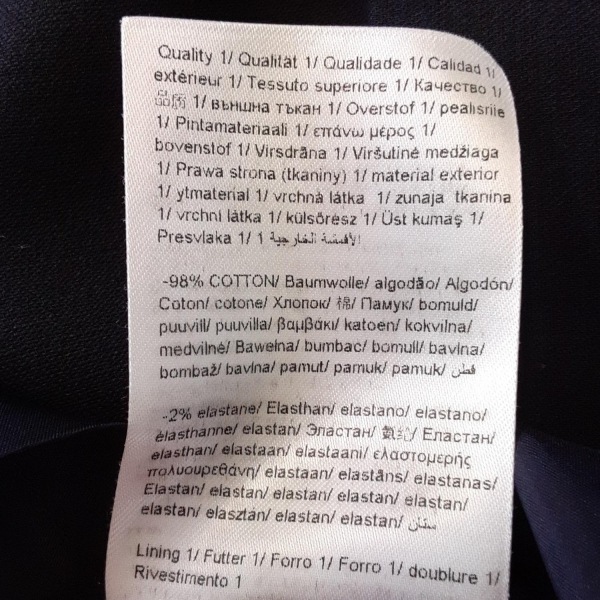 Quality 1/ Qualität 1/ Qualidade 1/ Calidad 1/
extérieur 1/ Tessuto superiore 1/ Качество 1/
品质 1/ външна тъкан 1/ Overstof 1/ pealisriie
1/ Pintamateriaali 1/ επάνω μέρος 1/
bovenstof 1/ Virsdrāna 1/ Viršutinė medžiaga
1/ Prawa strona (tkaniny) 1/ material exterior
1/ ytmaterial 1/ vrchná látka 1/ zunaja tkanina
1/ vrchní látka 1/ külsőrész 1/ Üst kumaş 1/
Presvlaka 1/ 1 الأقمشة الخارجية
-98% COTTON/ Baumwolle/ algodão/ Algodón/
Coton/ cotone/ Хлопок/ 棉/ Памук/ bomuld/
puuvill/ puuvilla/ βαμβάκι/ katoen/ kokvilna/
medvilnė/ Bawełna/ bumbac/ bomull/ bavlna/
bombaž/ bavlna/ pamut/ pamuk/ pamuk/ قطن
-2% elastane/ Elasthan/ elastano/ elastano/
élasthanne/ elastan/ Эластан/ 氨纶/ Еластан/
elasthan/ elastaan/ elastaani/ ελαστομερής
πολυουρεθάνη/ elastaan/ elastāns/ elastanas/
Elastan/ elastan/ elastan/ elastan/ elastan/
elastan/ elasztán/ elastan/ elastan/ ستان
Lining 1/ Futter 1/ Forro 1/ Forro 1/ doublure 1/
Rivestimento 1